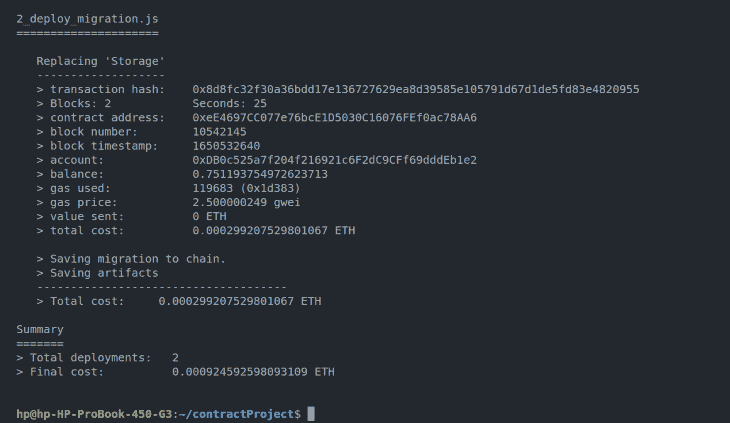 2_deploy_migration.js
=====================
Replacing 'Storage'
-------------------
> transaction hash: 0x8d8fc32f30a36bdd17e136727629ea8d39585e105791d67d1de5fd83e4820955
> Blocks: 2 Seconds: 25
> contract address: 0xeE4697CC077e76bcE1D5030C16076FEf0ac78AA6
> block number: 10542145
> block timestamp: 1650532640
> account: 0xDB0c525a7f204f216921c6F2dC9CFf69dddEb1e2
> balance: 0.751193754972623713
> gas used: 119683 (0x1d383)
> gas price: 2.500000249 gwei
> value sent: 0 ETH
> total cost: 0.000299207529801067 ETH
> Saving migration to chain.
> Saving artifacts
-------------------------------------
> Total cost: 0.000299207529801067 ETH
Summary
=======
> Total deployments: 2
> Final cost: 0.000924592598093109 ETH
hp@hp-HP-ProBook-450-G3:~/contractProject$